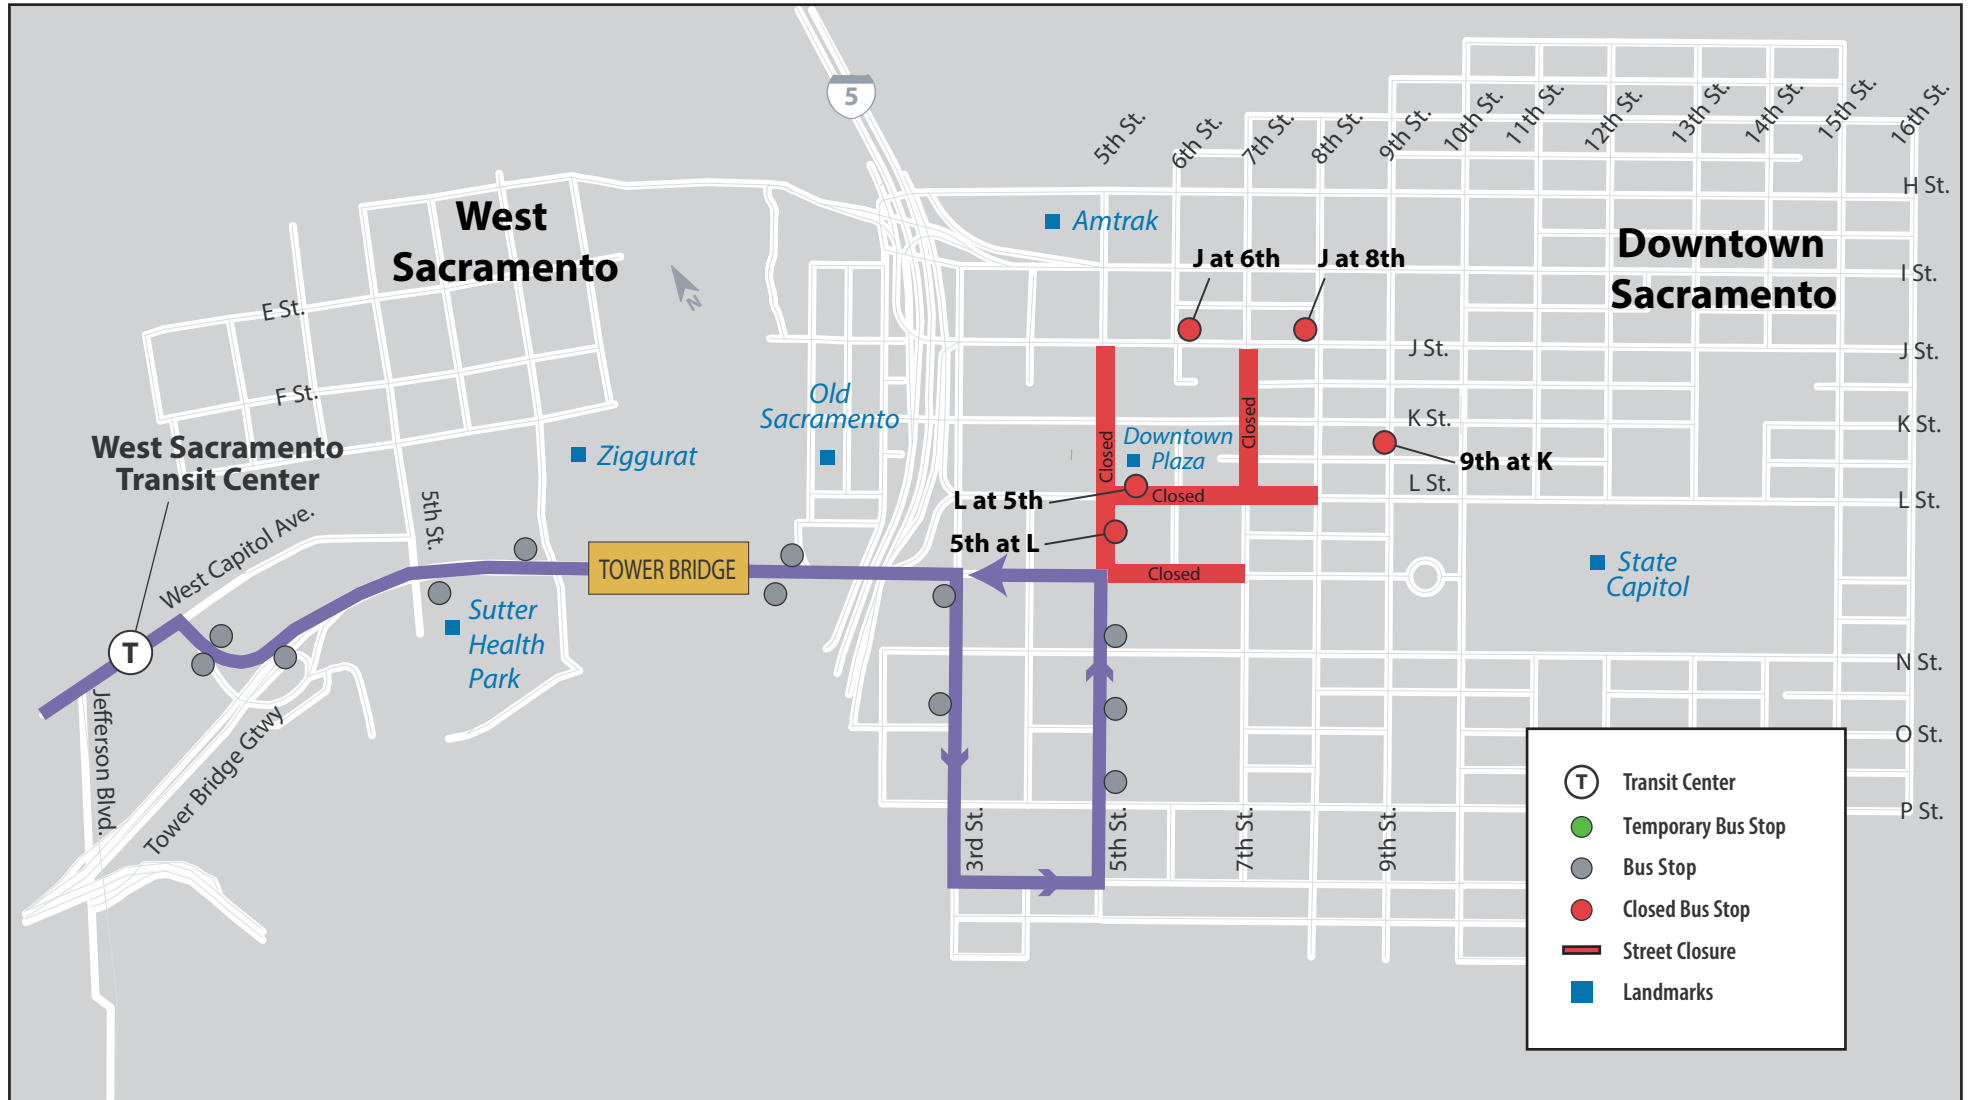 5
West
Sacramento
E St.
F St.
N
West Sacramento
Transit Center
West Capitol Ave.
5th St.
T
Jefferson Blvd.
Tower Bridge Gtwy
Ziggurat
Sutter
Health
Park
TOWER BRIDGE
Old
Sacramento
Amtrak
5th St.
6th St.
7th St.
8th St.
9th St.
10th St.
11th St.
12th St.
13th St.
14th St.
15th St.
16th St.
H St.
Downtown
Sacramento
I St.
J at 6th
J at 8th
J St.
J St.
K St.
K St.
9th at K
L St.
L St.
Closed
Closed
Downtown
Plaza
L at 5th
Closed
5th at L
Closed
State
Capitol
N St.
O St.
P St.
3rd St.
5th St.
7th St.
9th St.
T
Transit Center
Temporary Bus Stop
Bus Stop
Closed Bus Stop
Street Closure
Landmarks